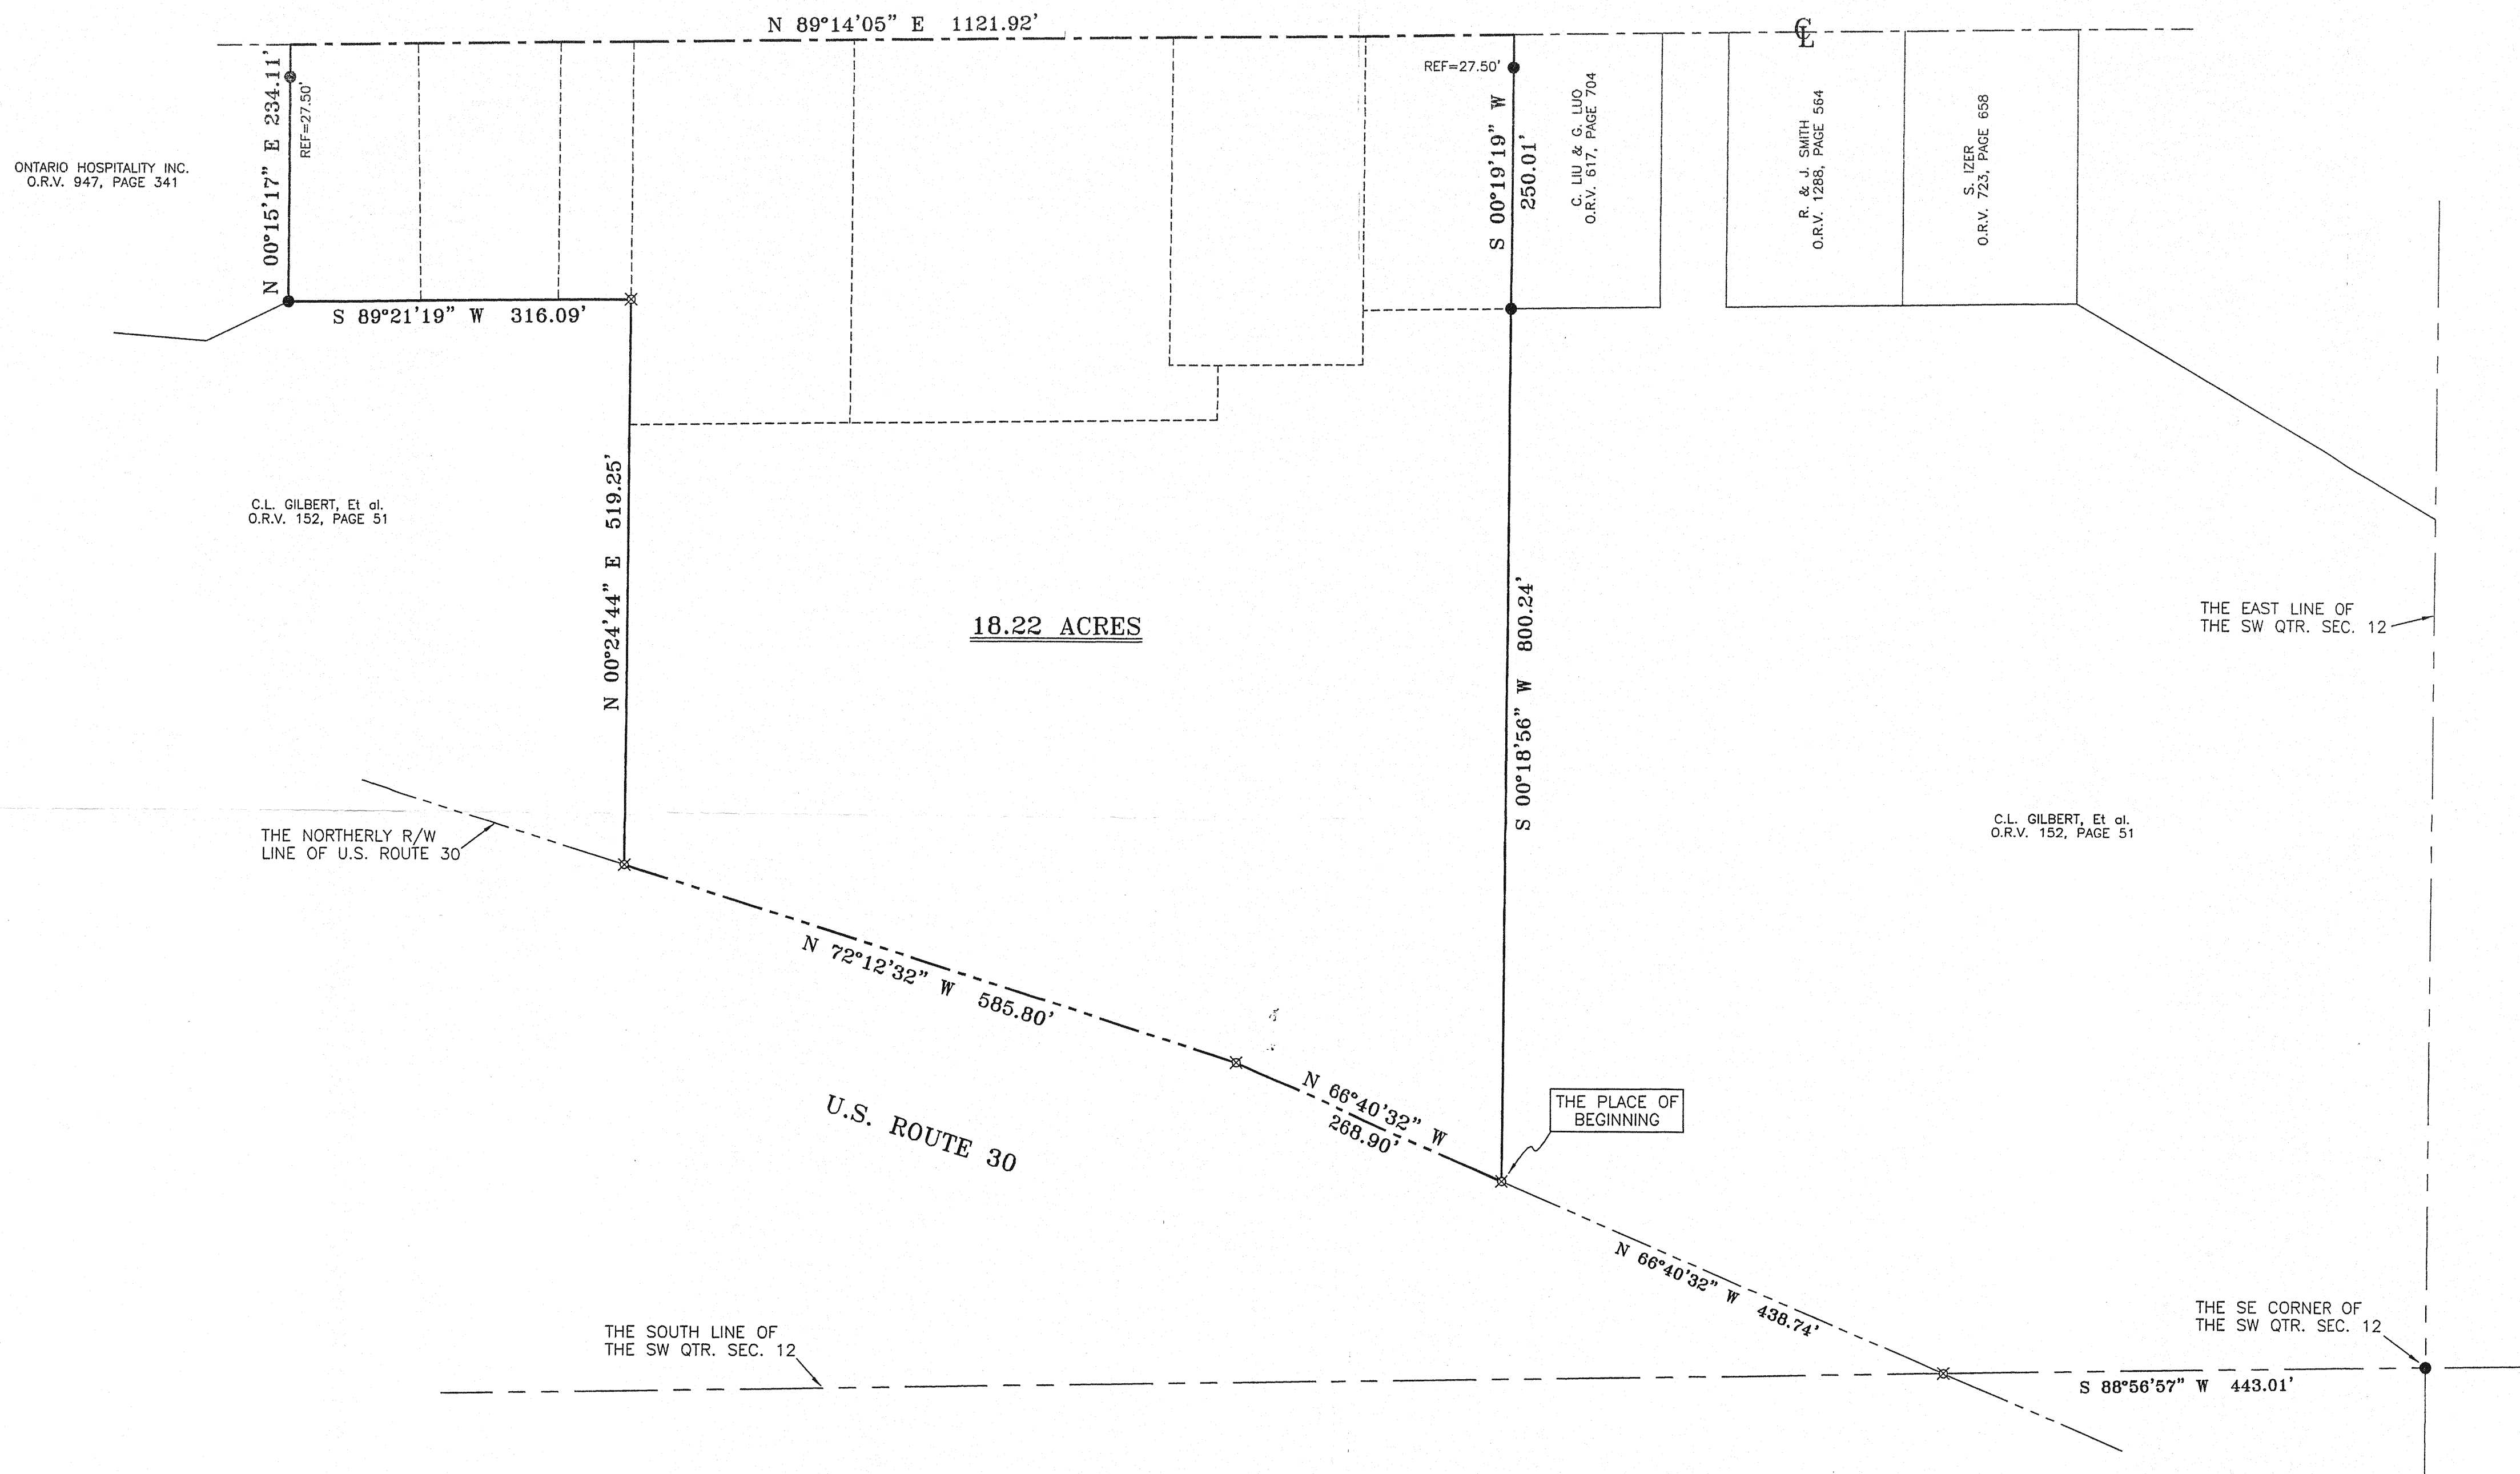 N 89°14'05" E 1121.92'
CL
N 00°15'17" E 234.11'
REF=27.50'
REF=27.50'
S 00°19'19" W
250.01'
C. LIU & G. LUO
O.R.V. 617, PAGE 704
R. & J. SMITH
O.R.V. 1288, PAGE 564
S. IZER
O.R.V. 723, PAGE 658
ONTARIO HOSPITALITY INC.
O.R.V. 947, PAGE 341
S 89°21'19" W 316.09'
C.L. GILBERT, Et al.
O.R.V. 152, PAGE 51
N 00°24'44" E 519.25'
18.22 ACRES
S 00°18'56" W 800.24'
THE EAST LINE OF
THE SW QTR. SEC. 12
THE NORTHERLY R/W
LINE OF U.S. ROUTE 30
C.L. GILBERT, Et al.
O.R.V. 152, PAGE 51
N 72°12'32" W 585.80'
N 66°40'32" W
268.90'
THE PLACE OF
BEGINNING
U.S. ROUTE 30
N 66°40'32" W 438.74'
THE SOUTH LINE OF
THE SW QTR. SEC. 12
THE SE CORNER OF
THE SW QTR. SEC. 12
S 88°56'57" W 443.01'